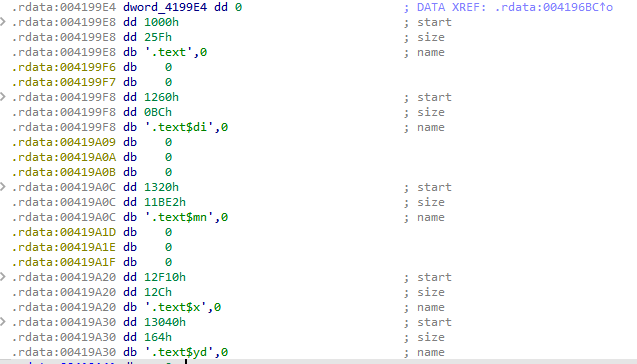 .rdata:004199E4 dword_4199E4 dd 0 ; DATA XREF: .rdata:004196BC↑o
.rdata:004199E8 dd 1000h ; start
.rdata:004199E8 dd 25Fh ; size
.rdata:004199E8 db '.text',0 ; name
.rdata:004199F6 db 0
.rdata:004199F7 db 0
.rdata:004199F8 dd 1260h ; start
.rdata:004199F8 dd 0BCh ; size
.rdata:004199F8 db '.text$di',0 ; name
.rdata:00419A09 db 0
.rdata:00419A0A db 0
.rdata:00419A0B db 0
.rdata:00419A0C dd 1320h ; start
.rdata:00419A0C dd 11BE2h ; size
.rdata:00419A0C db '.text$mn',0 ; name
.rdata:00419A1D db 0
.rdata:00419A1E db 0
.rdata:00419A1F db 0
.rdata:00419A20 dd 12F10h ; start
.rdata:00419A20 dd 12Ch ; size
.rdata:00419A20 db '.text$x',0 ; name
.rdata:00419A30 dd 13040h ; start
.rdata:00419A30 dd 164h ; size
.rdata:00419A30 db '.text$yd',0 ; name